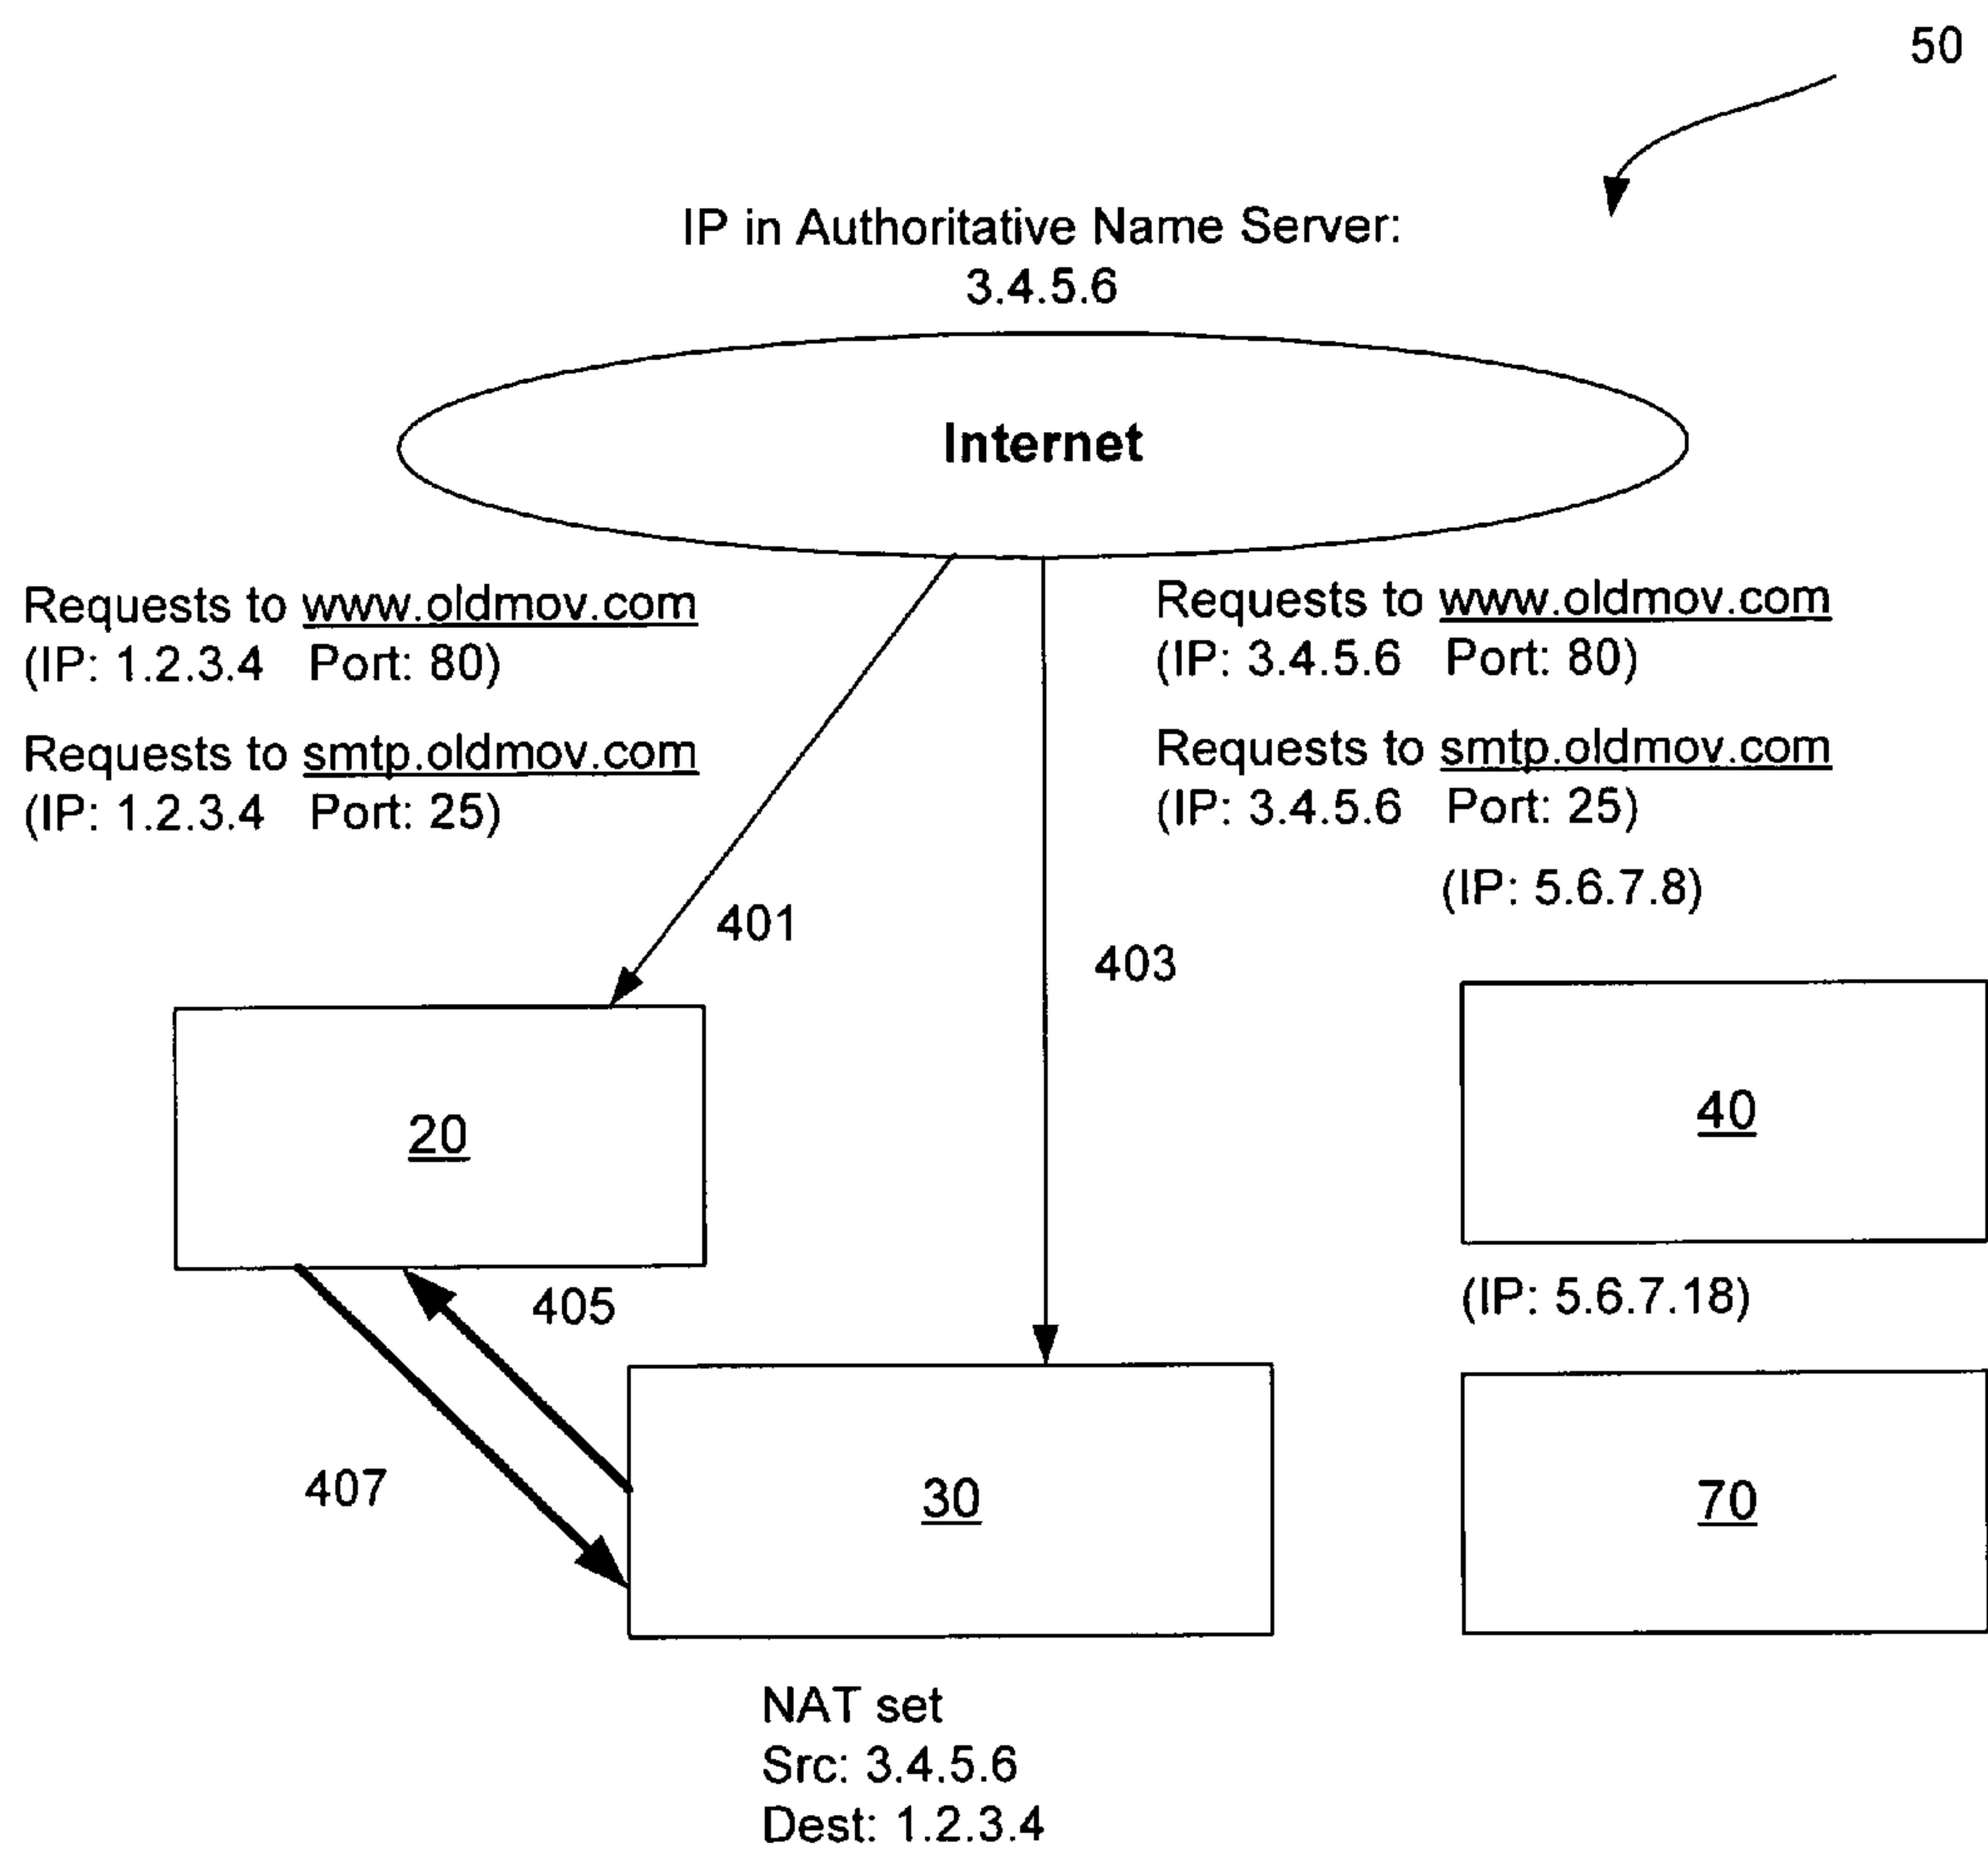 50
IP in Authoritative Name Server:
3.4.5.6
Internet
Requests to www.oldmov.com
(IP: 1.2.3.4 Port: 80)
Requests to smtp.oldmov.com
(IP: 1.2.3.4 Port: 25)
Requests to www.oldmov.com
(IP: 3.4.5.6 Port: 80)
Requests to smtp.oldmov.com
(IP: 3.4.5.6 Port: 25)
(IP: 5.6.7.8)
401
403
20
40
405
(IP: 5.6.7.18)
407
30
70
NAT set
Src: 3.4.5.6
Dest: 1.2.3.4